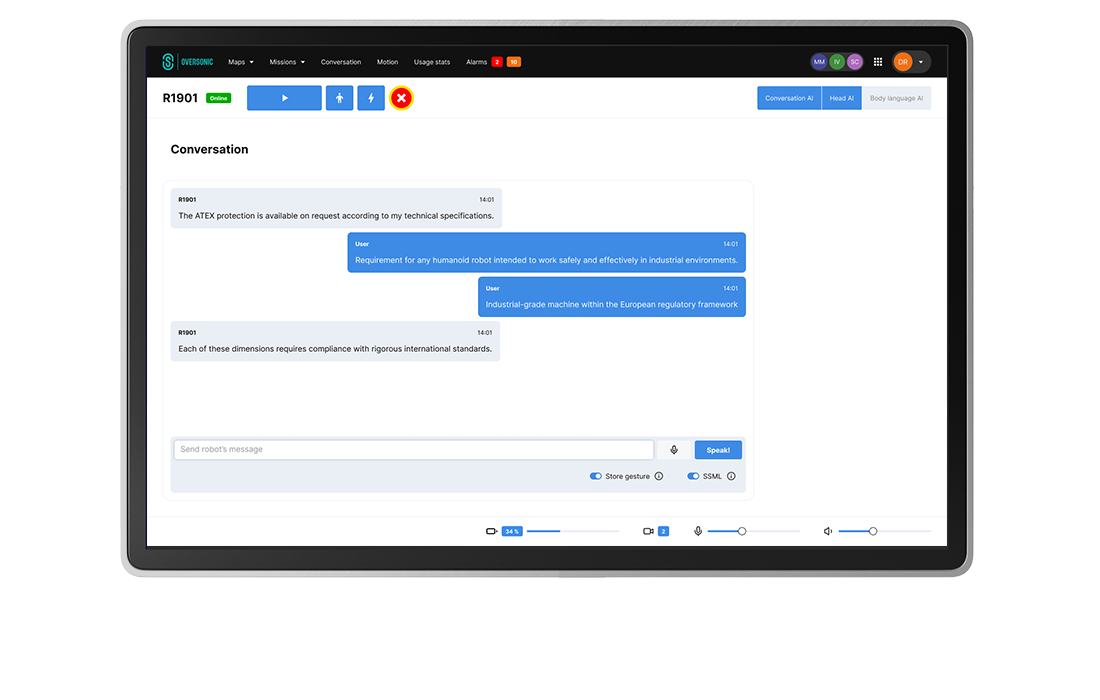 OVERSONIC Maps Missions Conversation Motion Usage stats Alarms 2 10 MM IV SC DR
R1901 Online Conversation AI Head AI Body language AI
Conversation
R1901 14:01
The ATEX protection is available on request according to my technical specifications.
User 14:01
Requirement for any humanoid robot intended to work safely and effectively in industrial environments.
User 14:01
Industrial-grade machine within the European regulatory framework
R1901 14:01
Each of these dimensions requires compliance with rigorous international standards.
Send robot's message Speak!
Store gesture SSML
34 % 2